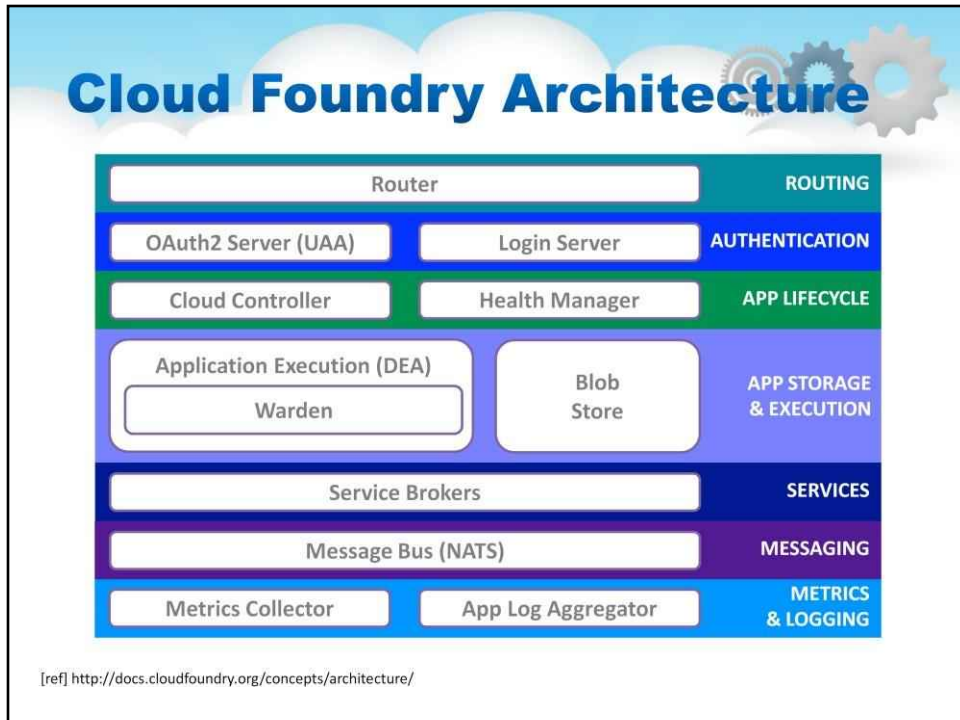 Cloud Foundry Architecture
Router
ROUTING
OAuth2 Server (UAA)
Login Server
AUTHENTICATION
Cloud Controller
Health Manager
APP LIFECYCLE
Application Execution (DEA)
Warden
Blob
Store
APP STORAGE
& EXECUTION
Service Brokers
SERVICES
Message Bus (NATS)
MESSAGING
Metrics Collector
App Log Aggregator
METRICS
& LOGGING
[ref] http://docs.cloudfoundry.org/concepts/architecture/